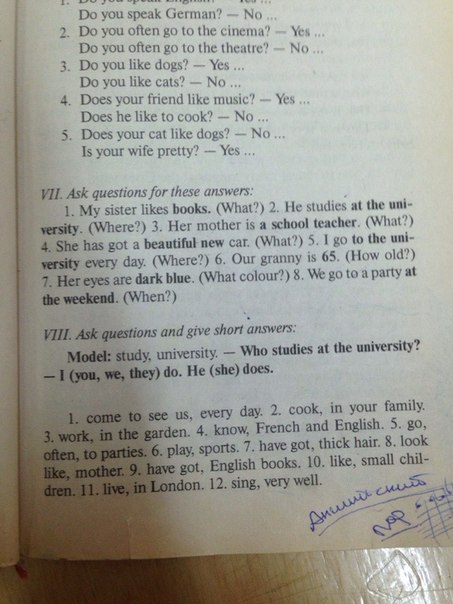 Do you speak German? — No ...
2. Do you often go to the cinema? — Yes ...
Do you often go to the theatre? — No ...
3. Do you like dogs? — Yes ...
Do you like cats? — No ...
4. Does your friend like music? — Yes ...
Does he like to cook? — No ...
5. Does your cat like dogs? — No ...
Is your wife pretty? — Yes ...
VII. Ask questions for these answers:
1. My sister likes books. (What?) 2. He studies at the uni-
versity. (Where?) 3. Her mother is a school teacher. (What?)
4. She has got a beautiful new car. (What?) 5. I go to the uni-
versity every day. (Where?) 6. Our granny is 65. (How old?)
7. Her eyes are dark blue. (What colour?) 8. We go to a party at
the weekend. (When?)
VIII. Ask questions and give short answers:
Model: study, university. — Who studies at the university?
— I (you, we, they) do. He (she) does.
1. come to see us, every day. 2. cook, in your family.
3. work, in the garden. 4. know, French and English. 5. go,
often, to parties. 6. play, sports. 7. have got, thick hair. 8. look
like, mother. 9. have got, English books. 10. like, small chil-
dren. 11. live, in London. 12. sing, very well.